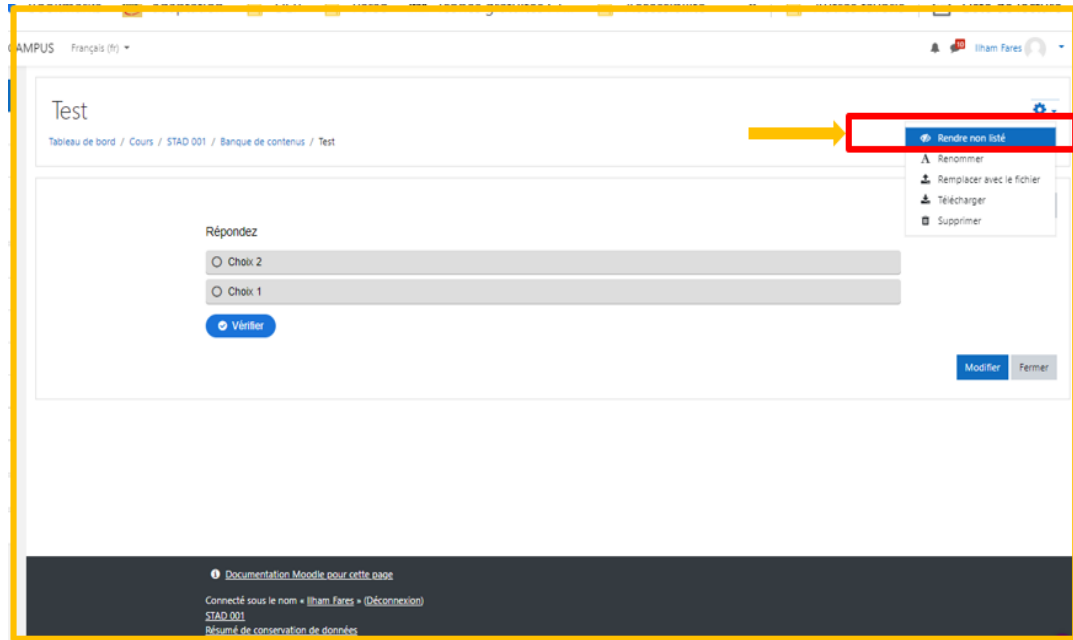 CAMPUS Français (fr)
10 Ilham Fares
Test
Tableau de bord / Cours / STAD 001 / Banque de contenus / Test
Rendre non listé
A Renommer
Remplacer avec le fichier
Télécharger
Supprimer
Répondez
Choix 2
Choix 1
Vérifier
Modifier Fermer
Documentation Moodle pour cette page
Connecté sous le nom « Ilham Fares » (Déconnexion)
STAD 001
Résumé de conservation de données